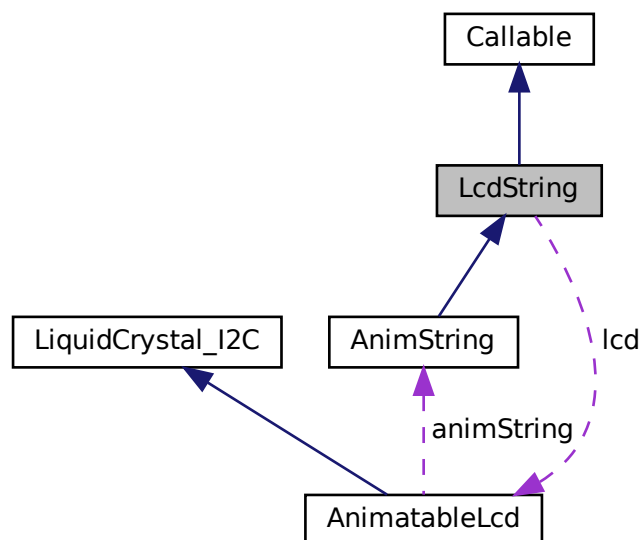 Callable
LcdString
LiquidCrystal_I2C
AnimString
lcd
animString
AnimatableLcd